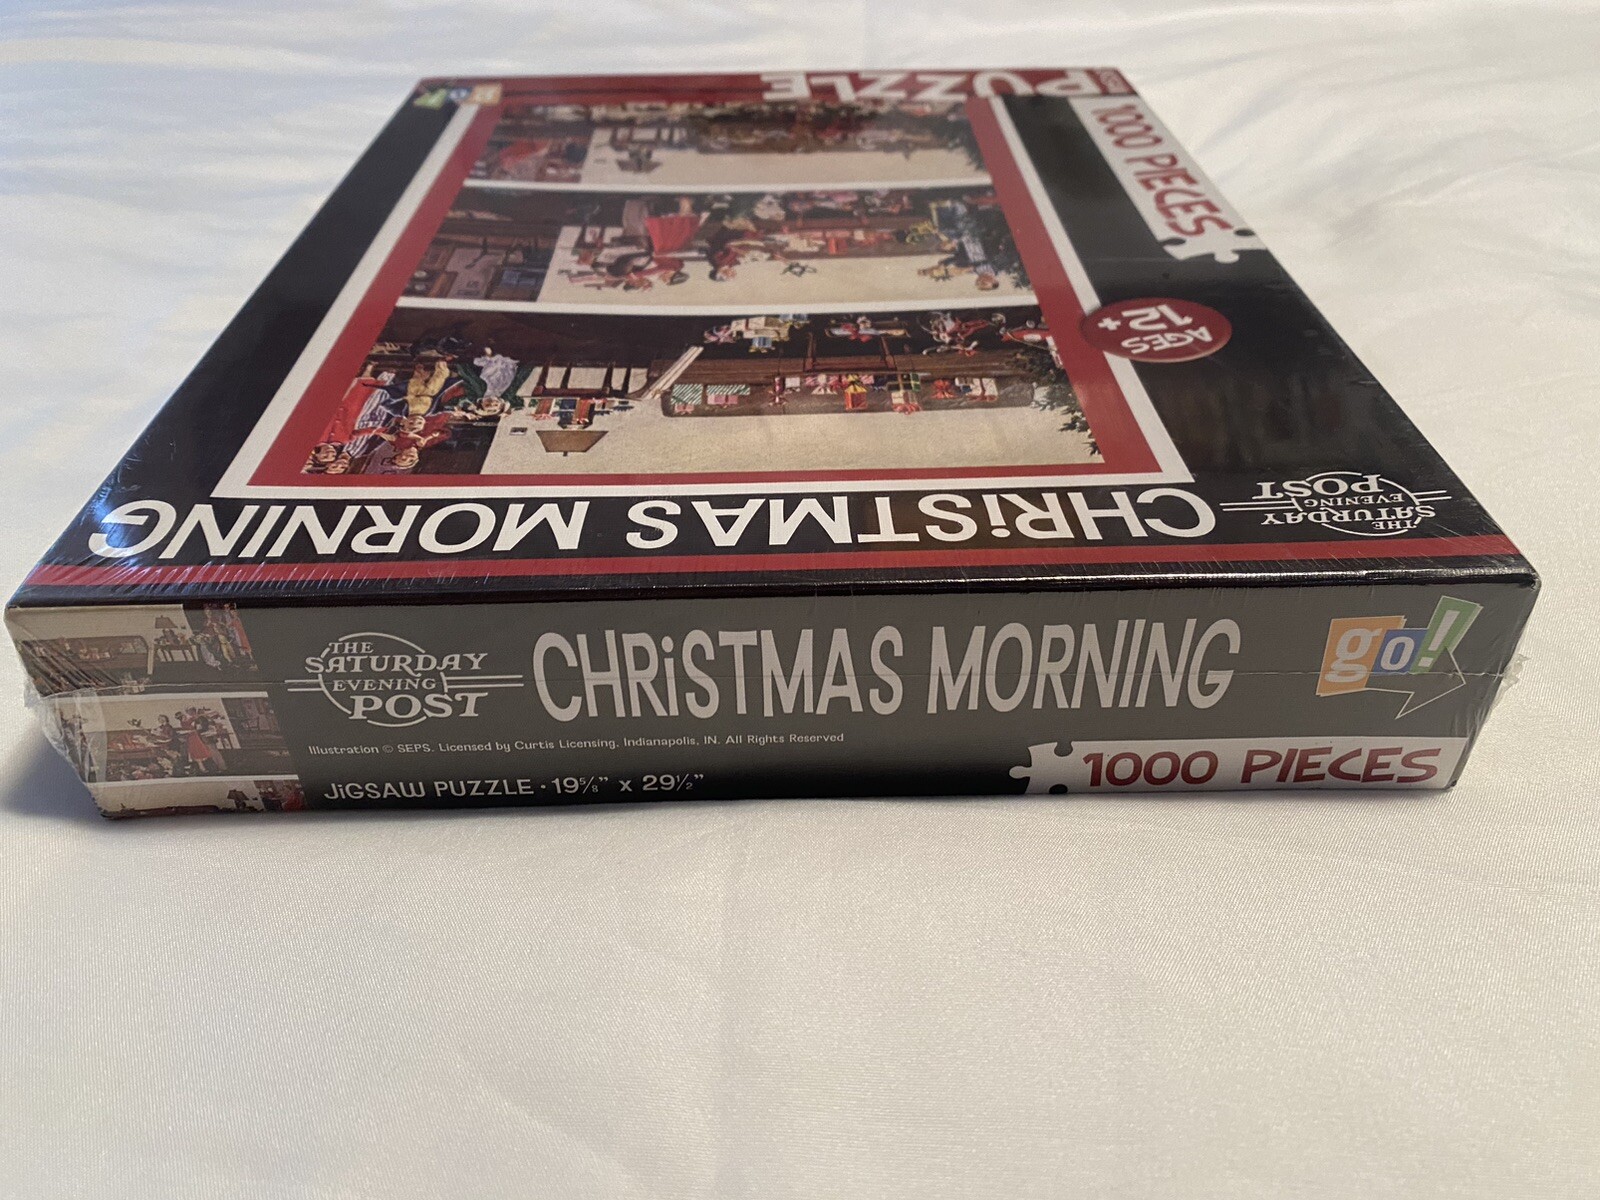 PUZZLE
1000 PIECES
AGES
12+
THE
SATURDAY
EVENING
POST
CHRiSTMAS MORNING
THE
SATURDAY
EVENING
POST
CHRiSTMAS MORNING
go!
Illustration © SEPS. Licensed by Curtis Licensing, Indianapolis, IN. All Rights Reserved
JiGSAW PUZZLE · 19⅝” x 29½”
1000 PIECES